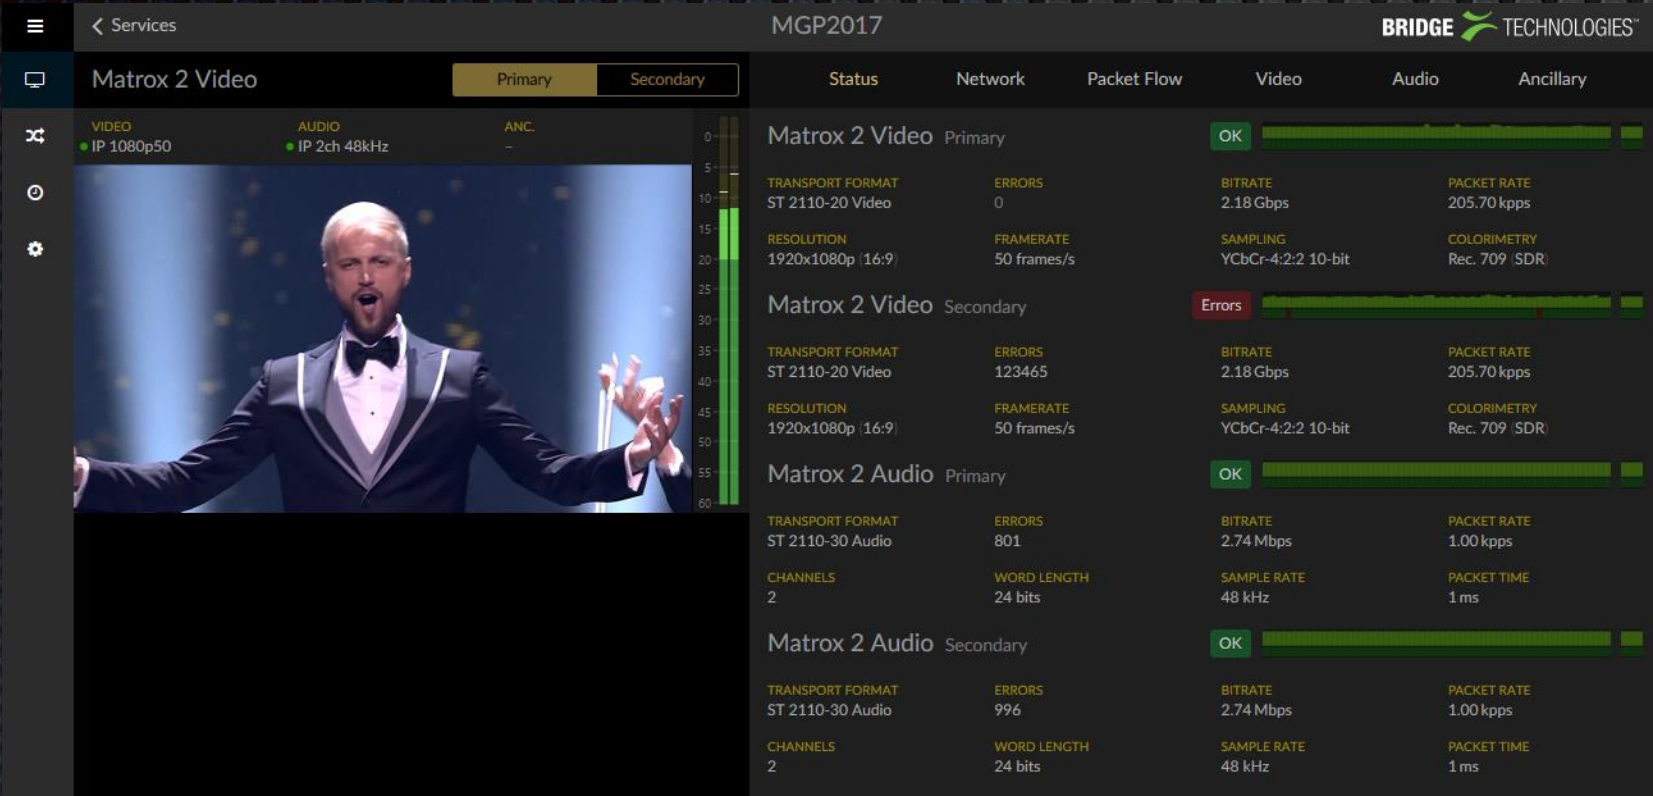 Services
MGP2017
BRIDGE TECHNOLOGIES™
Matrox 2 Video
Primary Secondary
Status Network Packet Flow Video Audio Ancillary
VIDEO AUDIO ANC.
IP 1080p50 IP 2ch 48kHz –
0
5
10
15
20
25
30
35
40
45
50
55
60
Matrox 2 Video Primary OK
TRANSPORT FORMAT ERRORS BITRATE PACKET RATE
ST 2110-20 Video 0 2.18 Gbps 205.70 kpps
RESOLUTION FRAMERATE SAMPLING COLORIMETRY
1920x1080p (16:9) 50 frames/s YCbCr-4:2:2 10-bit Rec. 709 (SDR)
Matrox 2 Video Secondary Errors
TRANSPORT FORMAT ERRORS BITRATE PACKET RATE
ST 2110-20 Video 123465 2.18 Gbps 205.70 kpps
RESOLUTION FRAMERATE SAMPLING COLORIMETRY
1920x1080p (16:9) 50 frames/s YCbCr-4:2:2 10-bit Rec. 709 (SDR)
Matrox 2 Audio Primary OK
TRANSPORT FORMAT ERRORS BITRATE PACKET RATE
ST 2110-30 Audio 801 2.74 Mbps 1.00 kpps
CHANNELS WORD LENGTH SAMPLE RATE PACKET TIME
2 24 bits 48 kHz 1 ms
Matrox 2 Audio Secondary OK
TRANSPORT FORMAT ERRORS BITRATE PACKET RATE
ST 2110-30 Audio 996 2.74 Mbps 1.00 kpps
CHANNELS WORD LENGTH SAMPLE RATE PACKET TIME
2 24 bits 48 kHz 1 ms